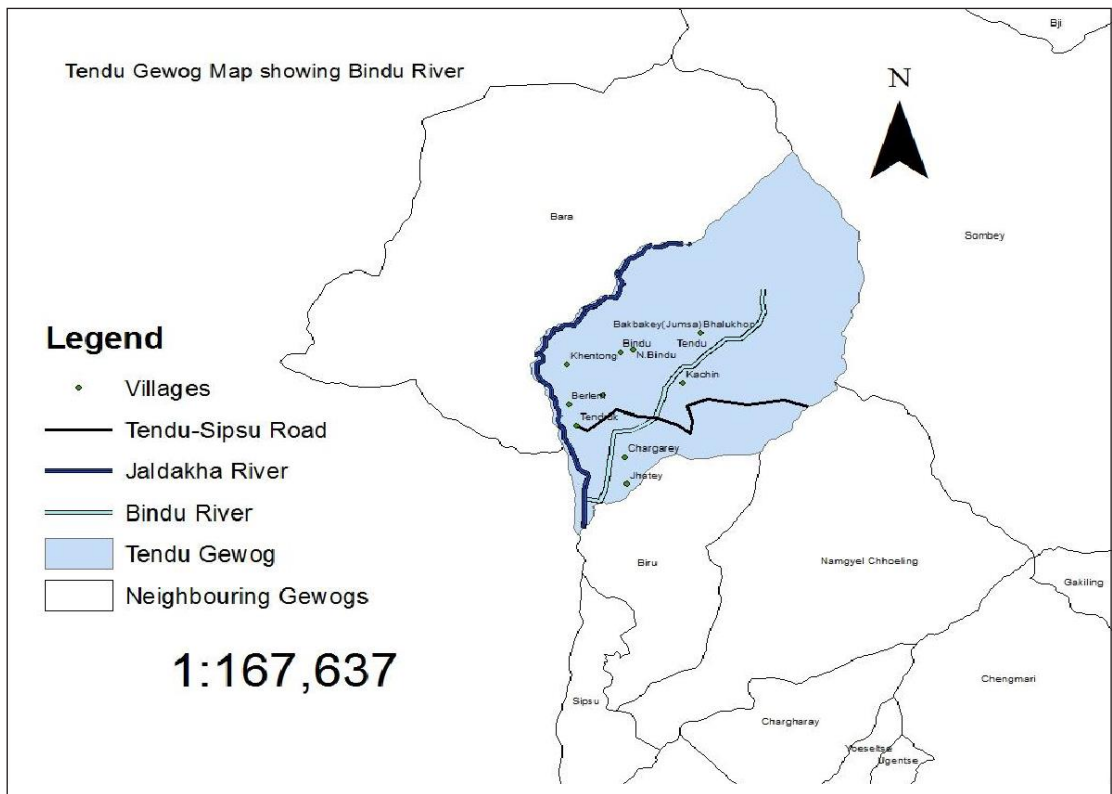 Bji
Tendu Gewog Map showing Bindu River
N
Bara
Sombey
Legend
Villages
Tendu-Sipsu Road
Jaldakha River
Bindu River
Tendu Gewog
Neighbouring Gewogs
1:167,637
Bakbakey(Jumsa)Bhalukhop
Bindu
Tendu
N.Bindu
Khentong
Kachin
Tendruk
Chargarey
Jhatey
Biru
Namgyel Chhoeling
Gakiling
Sipsu
Chengmari
Chargharay
Yoeseltse
Ugentse